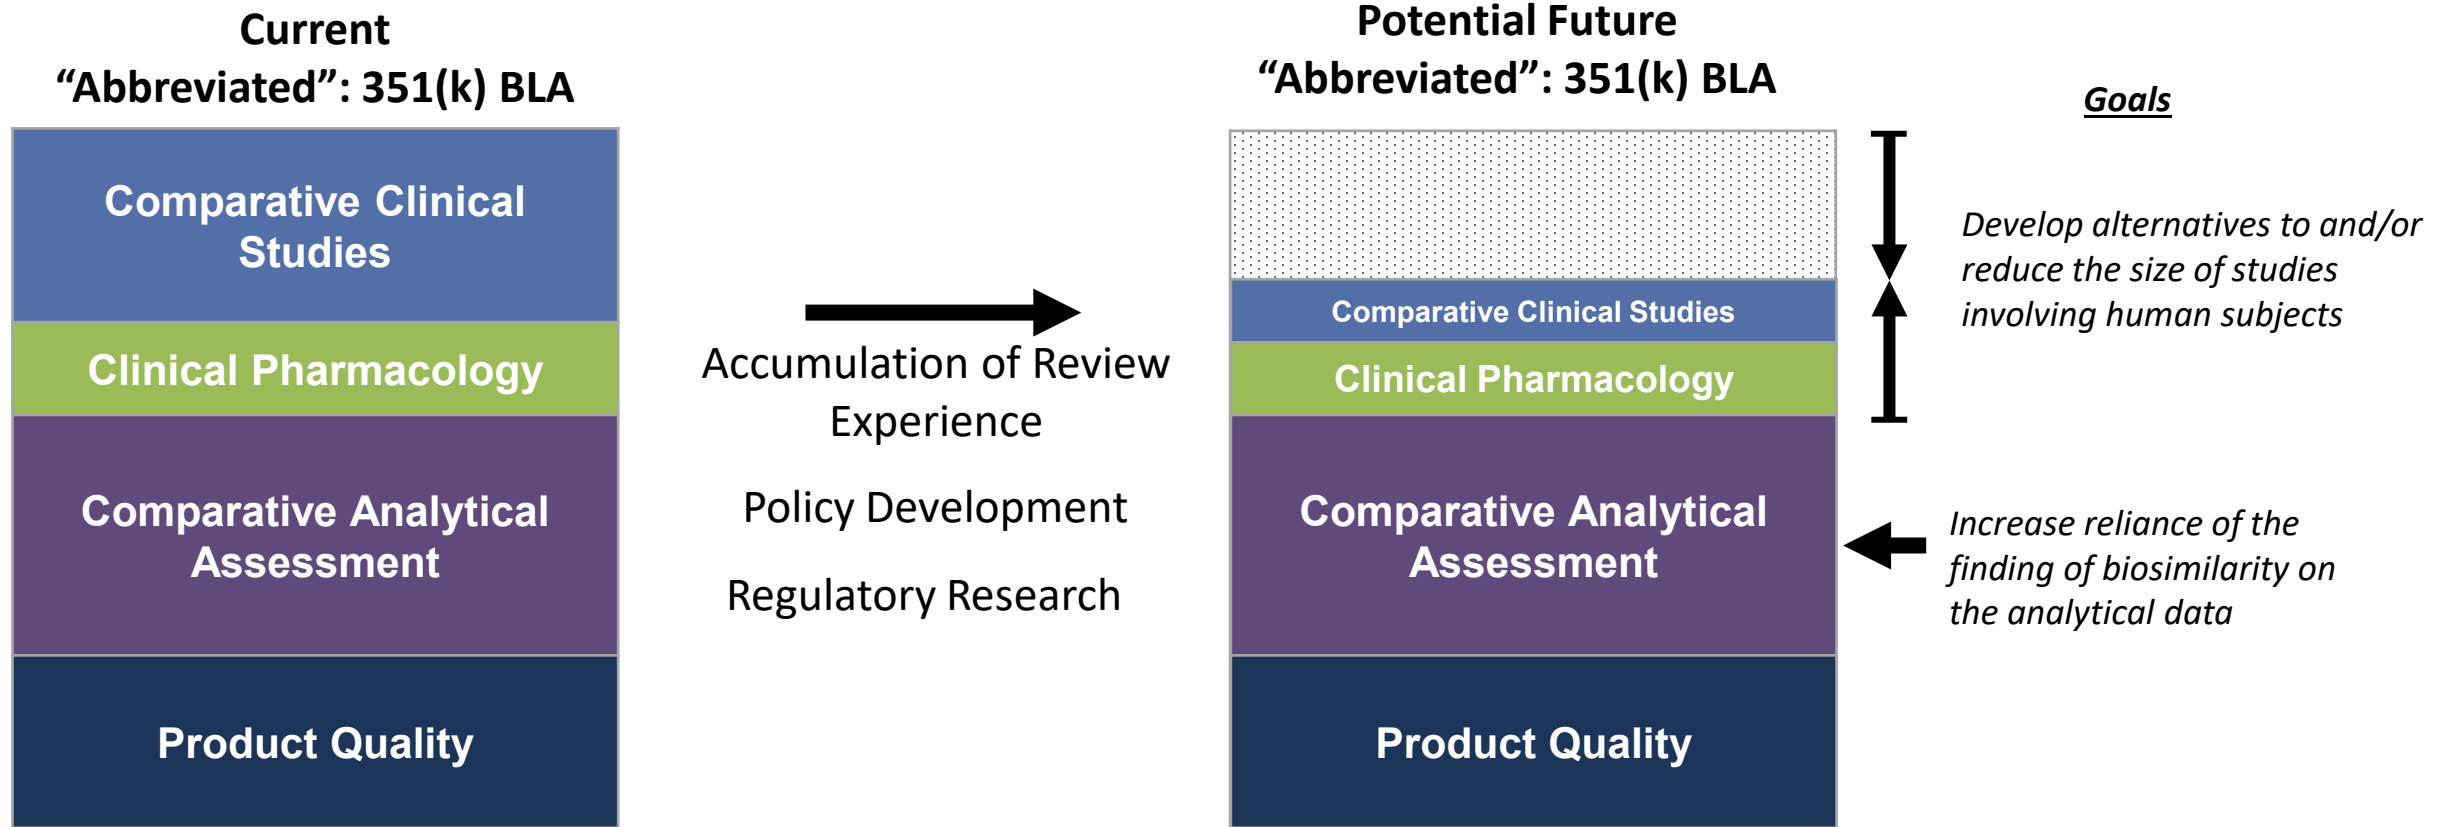 Current
“Abbreviated”: 351(k) BLA
Comparative Clinical
Studies
Clinical Pharmacology
Comparative Analytical
Assessment
Product Quality
Accumulation of Review
Experience
Policy Development
Regulatory Research
Potential Future
“Abbreviated”: 351(k) BLA
Comparative Clinical Studies
Clinical Pharmacology
Comparative Analytical
Assessment
Product Quality
Goals
Develop alternatives to and/or
reduce the size of studies
involving human subjects
Increase reliance of the
finding of biosimilarity on
the analytical data